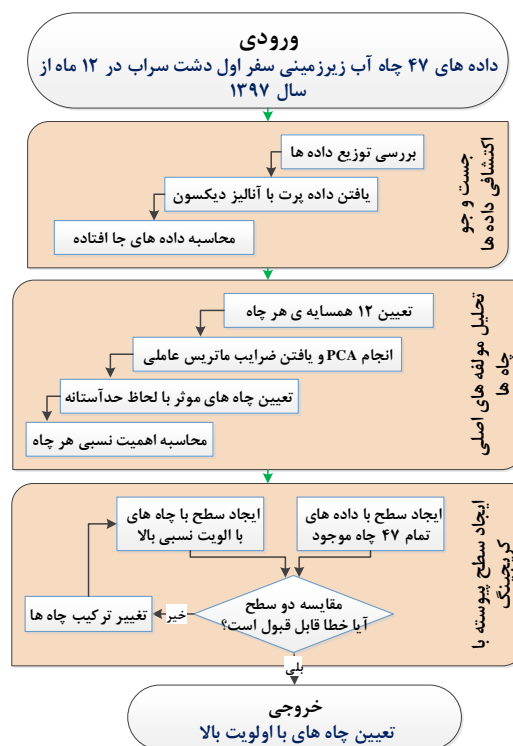 ورودی
داده های ۴۷ چاه آب زیرزمینی سفر اول دشت سراب در ۱۲ ماه از
سال ۱۳۹۷
جست و جو
اکتشافی داده
ها
بررسی توزیع داده ها
یافتن داده پرت با آنالیز دیکسون
محاسبه داده های جا افتاده
تحلیل مولفه های اصلی
چاه ها
تعیین ۱۲ همسایه ی هر چاه
انجام PCA و یافتن ضرایب ماتریس عاملی
تعیین چاه های موثر با لحاظ حدآستانه
محاسبه اهمیت نسبی هر چاه
ایجاد سطح پیوسته با
کریجینگ
ایجاد سطح با داده های
تمام ۴۷ چاه موجود
ایجاد سطح با چاه های
با الویت نسبی بالا
مقایسه دو سطح
آیا خطا قابل قبول است؟
خیر
تغییر ترکیب چاه ها
بلی
خروجی
تعیین چاه های با اولویت بالا